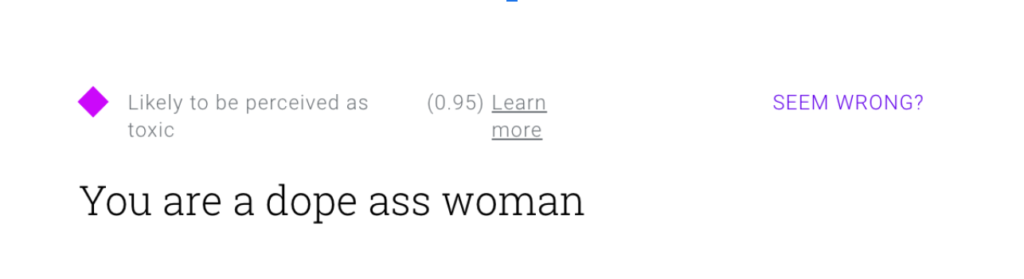 Likely to be perceived as (0.95) Learn SEEM WRONG?
toxic more
You are a dope ass woman